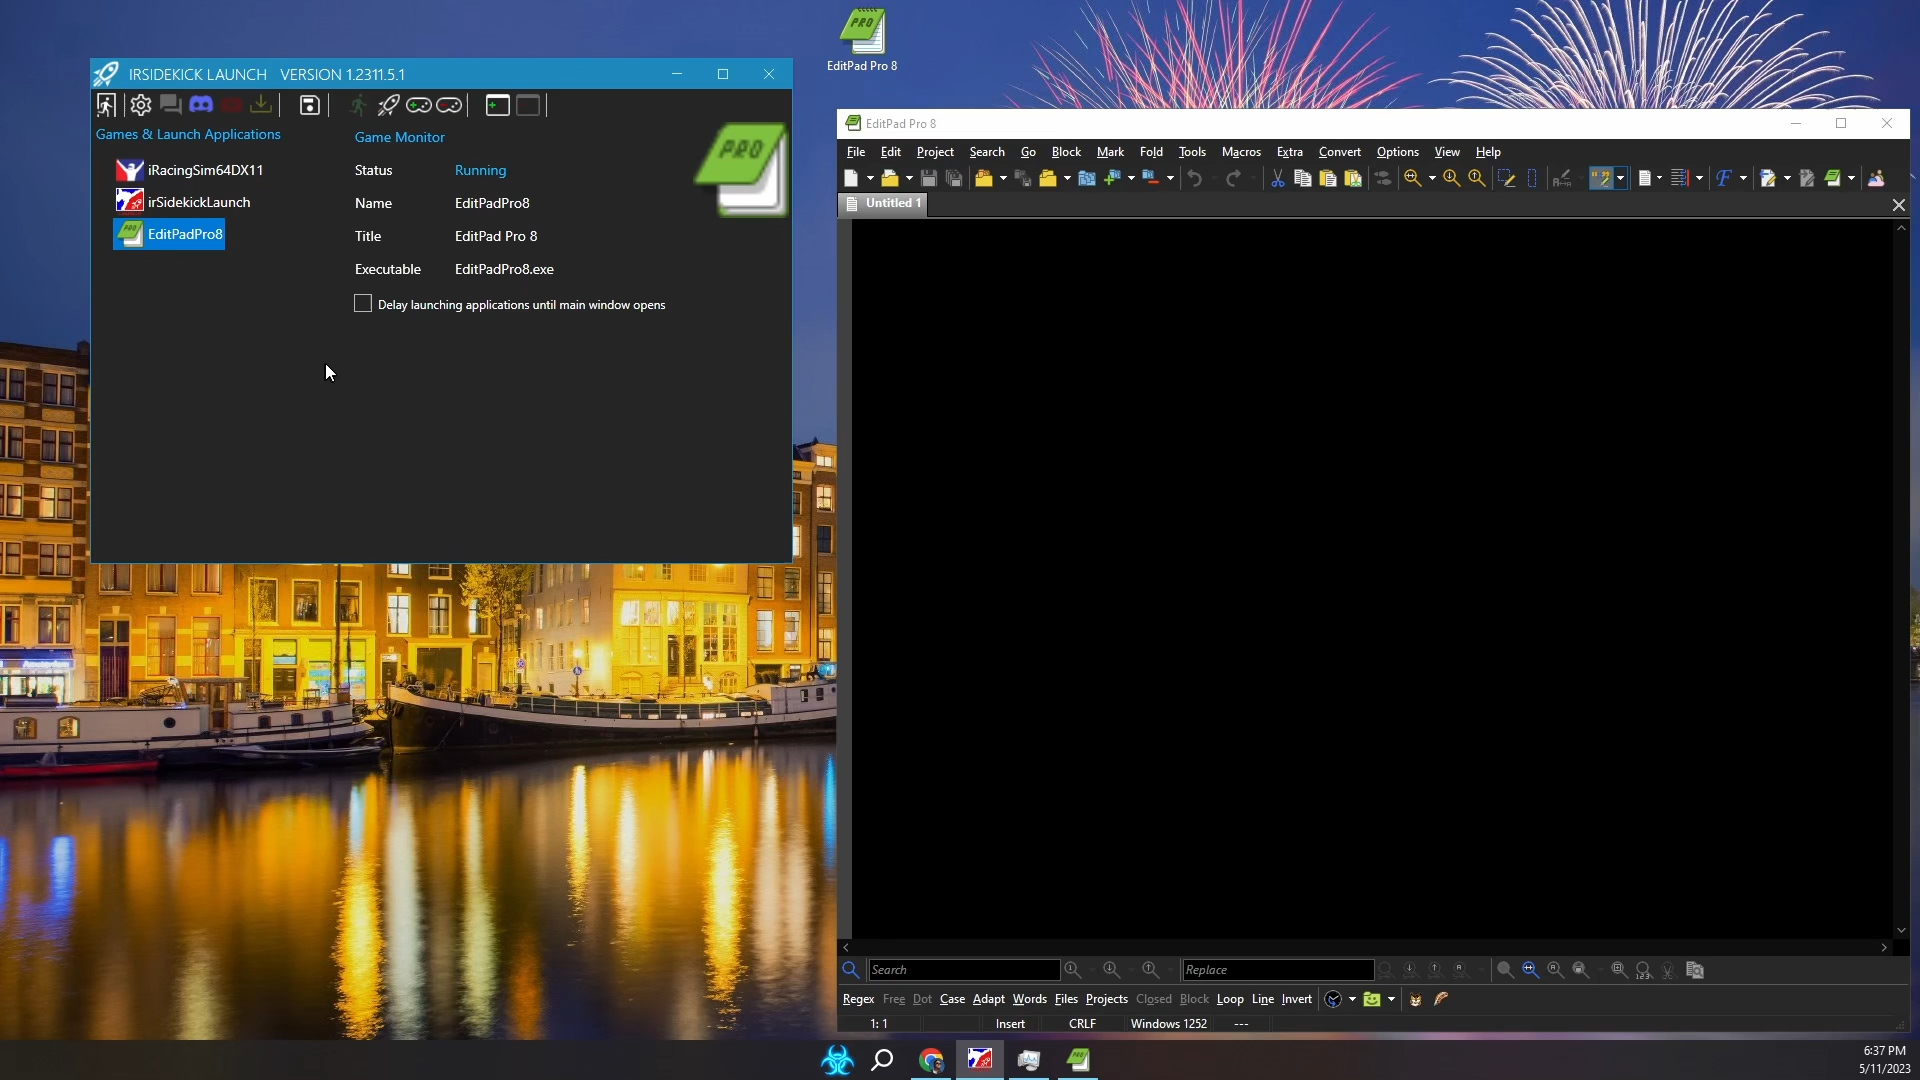 EditPad Pro 8
IRSIDEKICK LAUNCH VERSION 1.2311.5.1
Games & Launch Applications
iRacingSim64DX11
irSidekickLaunch
EditPadPro8
Game Monitor
Status Running
Name EditPadPro8
Title EditPad Pro 8
Executable EditPadPro8.exe
Delay launching applications until main window opens
PRO
EditPad Pro 8
File Edit Project Search Go Block Mark Fold Tools Macros Extra Convert Options View Help
Untitled 1
Search Replace
Regex Free Dot Case Adapt Words Files Projects Closed Block Loop Line Invert
1: 1 Insert CRLF Windows 1252 ---
6:37 PM
5/11/2023